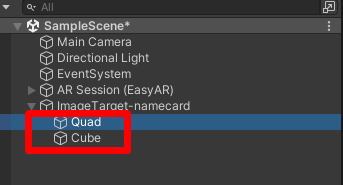 All
SampleScene*
Main Camera
Directional Light
EventSystem
AR Session (EasyAR)
ImageTarget-namecard
Quad
Cube